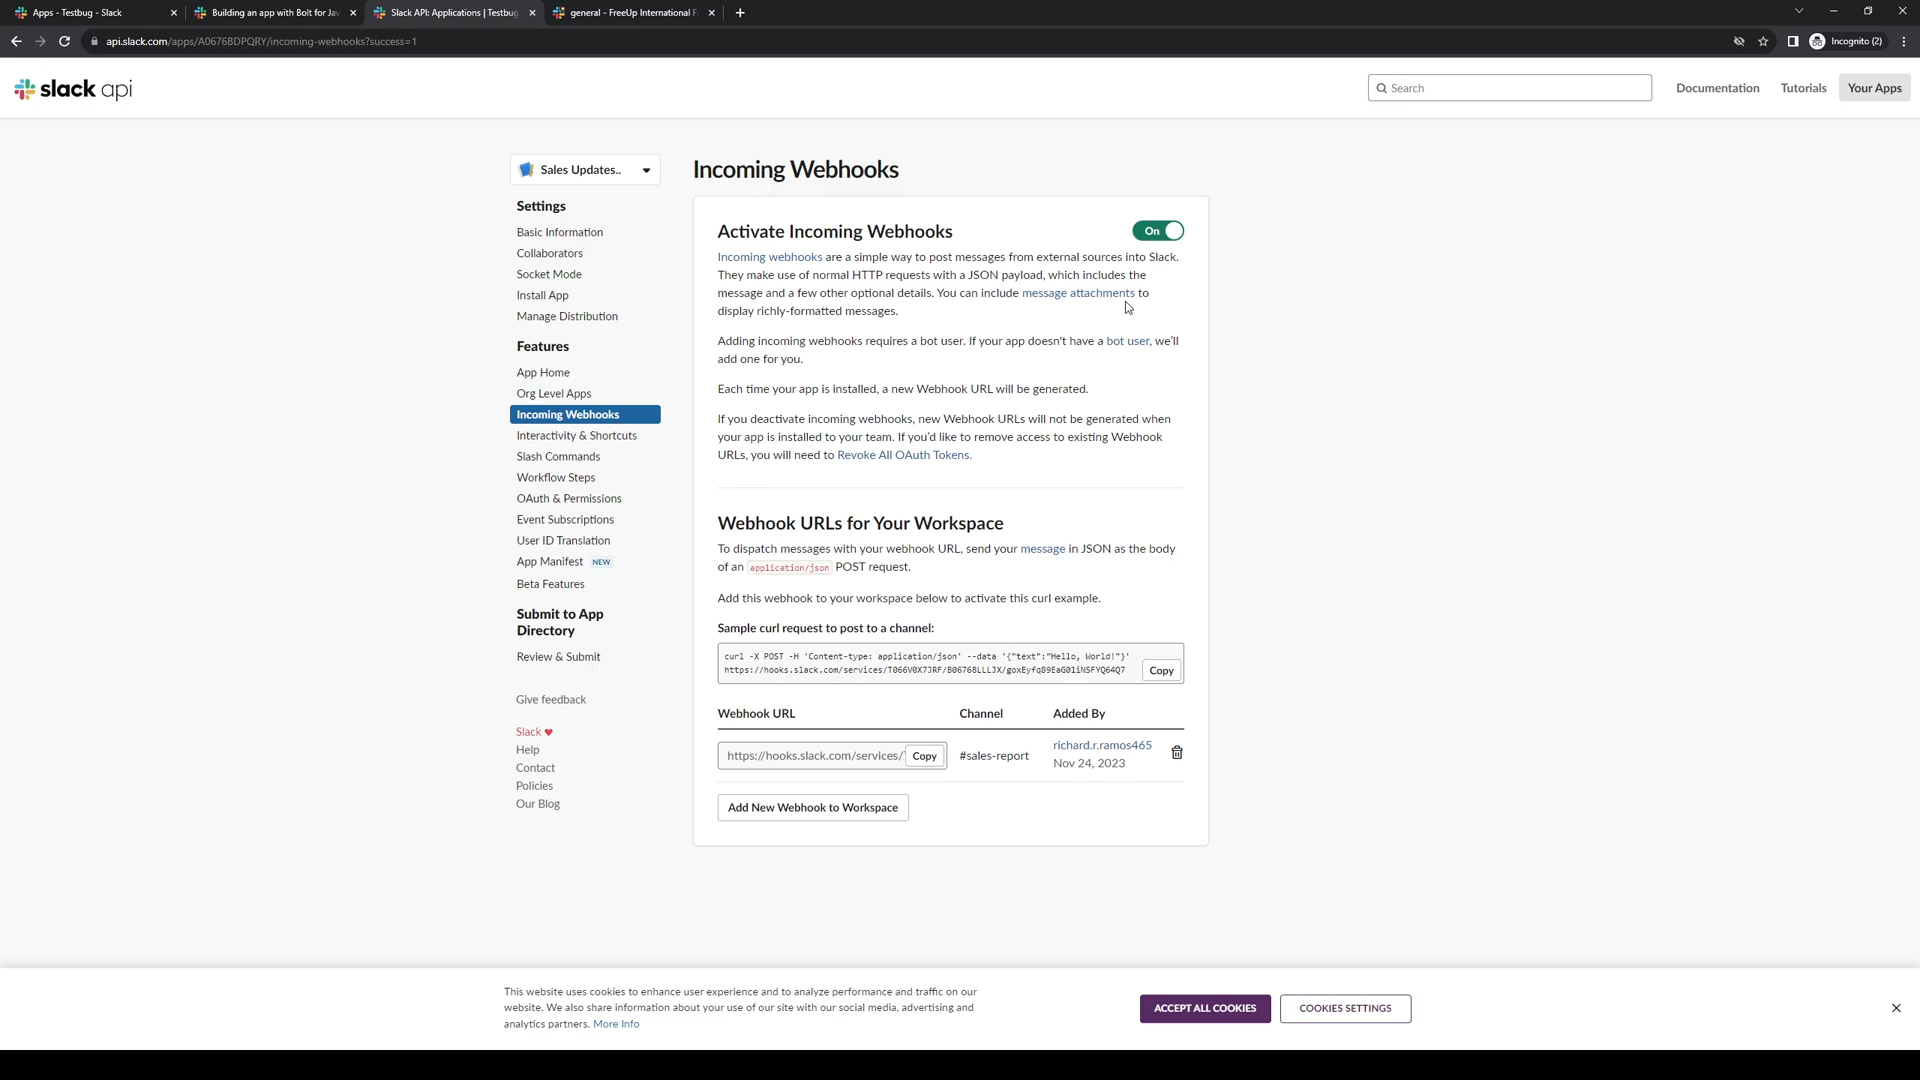 Apps - Testbug - Slack
Building an app with Bolt for Jav
Slack API: Applications | Testbug
general - FreeUp International F
api.slack.com/apps/A0676BDPQRY/incoming-webhooks?success=1
Incognito (2)
slack api
Search
Documentation
Tutorials
Your Apps
Sales Updates..
Settings
Basic Information
Collaborators
Socket Mode
Install App
Manage Distribution
Features
App Home
Org Level Apps
Incoming Webhooks
Interactivity & Shortcuts
Slash Commands
Workflow Steps
OAuth & Permissions
Event Subscriptions
User ID Translation
App Manifest NEW
Beta Features
Submit to App
Directory
Review & Submit
Give feedback
Slack ♥
Help
Contact
Policies
Our Blog
Incoming Webhooks
Activate Incoming Webhooks
On
Incoming webhooks are a simple way to post messages from external sources into Slack.
They make use of normal HTTP requests with a JSON payload, which includes the
message and a few other optional details. You can include message attachments to
display richly-formatted messages.
Adding incoming webhooks requires a bot user. If your app doesn't have a bot user, we'll
add one for you.
Each time your app is installed, a new Webhook URL will be generated.
If you deactivate incoming webhooks, new Webhook URLs will not be generated when
your app is installed to your team. If you'd like to remove access to existing Webhook
URLs, you will need to Revoke All OAuth Tokens.
Webhook URLs for Your Workspace
To dispatch messages with your webhook URL, send your message in JSON as the body
of an application/json POST request.
Add this webhook to your workspace below to activate this curl example.
Sample curl request to post to a channel:
curl -X POST -H 'Content-type: application/json' --data '{"text":"Hello, World!"}'
https://hooks.slack.com/services/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
Copy
Webhook URL
Channel
Added By
https://hooks.slack.com/services/
Copy
#sales-report
richard.r.ramos465
Nov 24, 2023
Add New Webhook to Workspace
This website uses cookies to enhance user experience and to analyze performance and traffic on our
website. We also share information about your use of our site with our social media, advertising and
analytics partners. More Info
ACCEPT ALL COOKIES
COOKIES SETTINGS